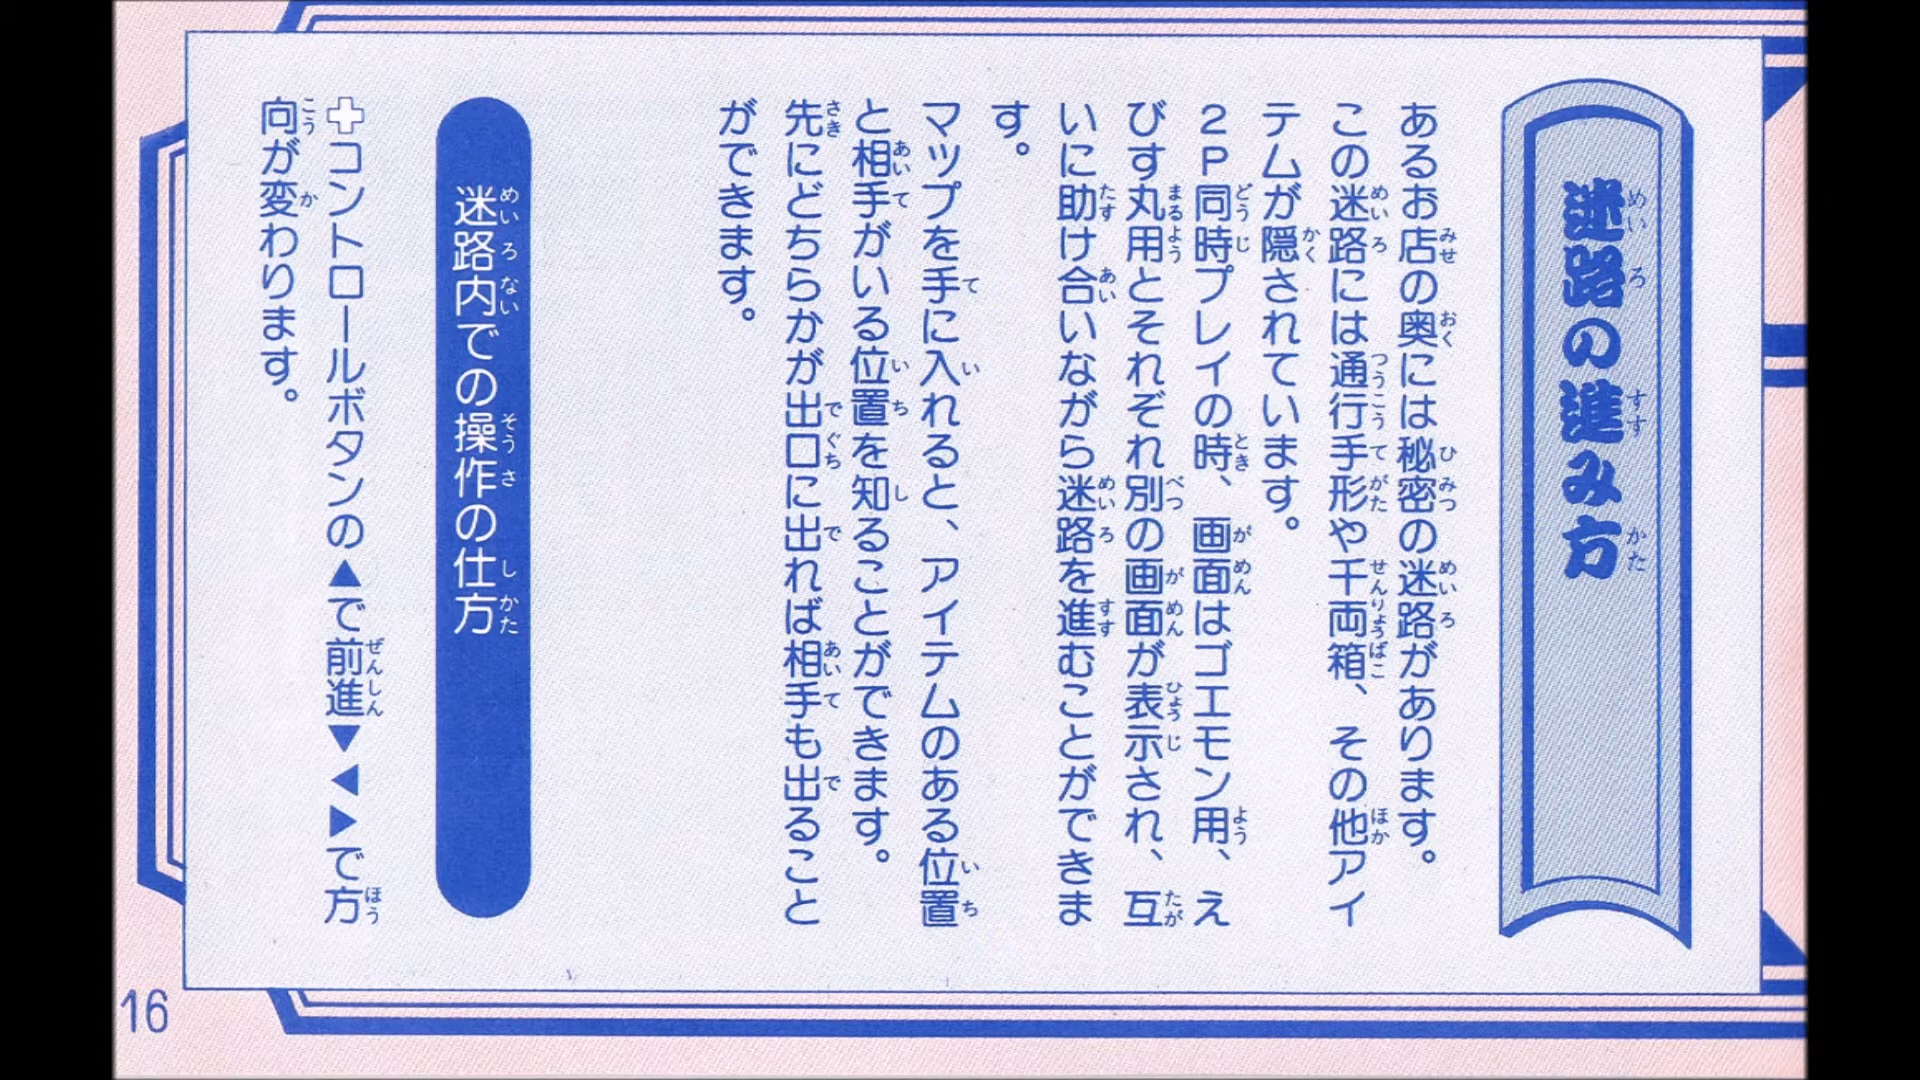 迷路の進み方
あるお店の奥には秘密の迷路があります。
この迷路には通行手形や千両箱、その他アイ
テムが隠されています。
２Ｐ同時プレイの時、画面はゴエモン用、え
びす丸用とそれぞれ別の画面が表示され、互
いに助け合いながら迷路を進むことができま
す。
マップを手に入れると、アイテムのある位置
と相手がいる位置を知ることができます。
先にどちらかが出口に出れば相手も出ること
ができます。
迷路内での操作の仕方
✚コントロールボタンの▲で前進▼◀▶で方
向が変わります。
16